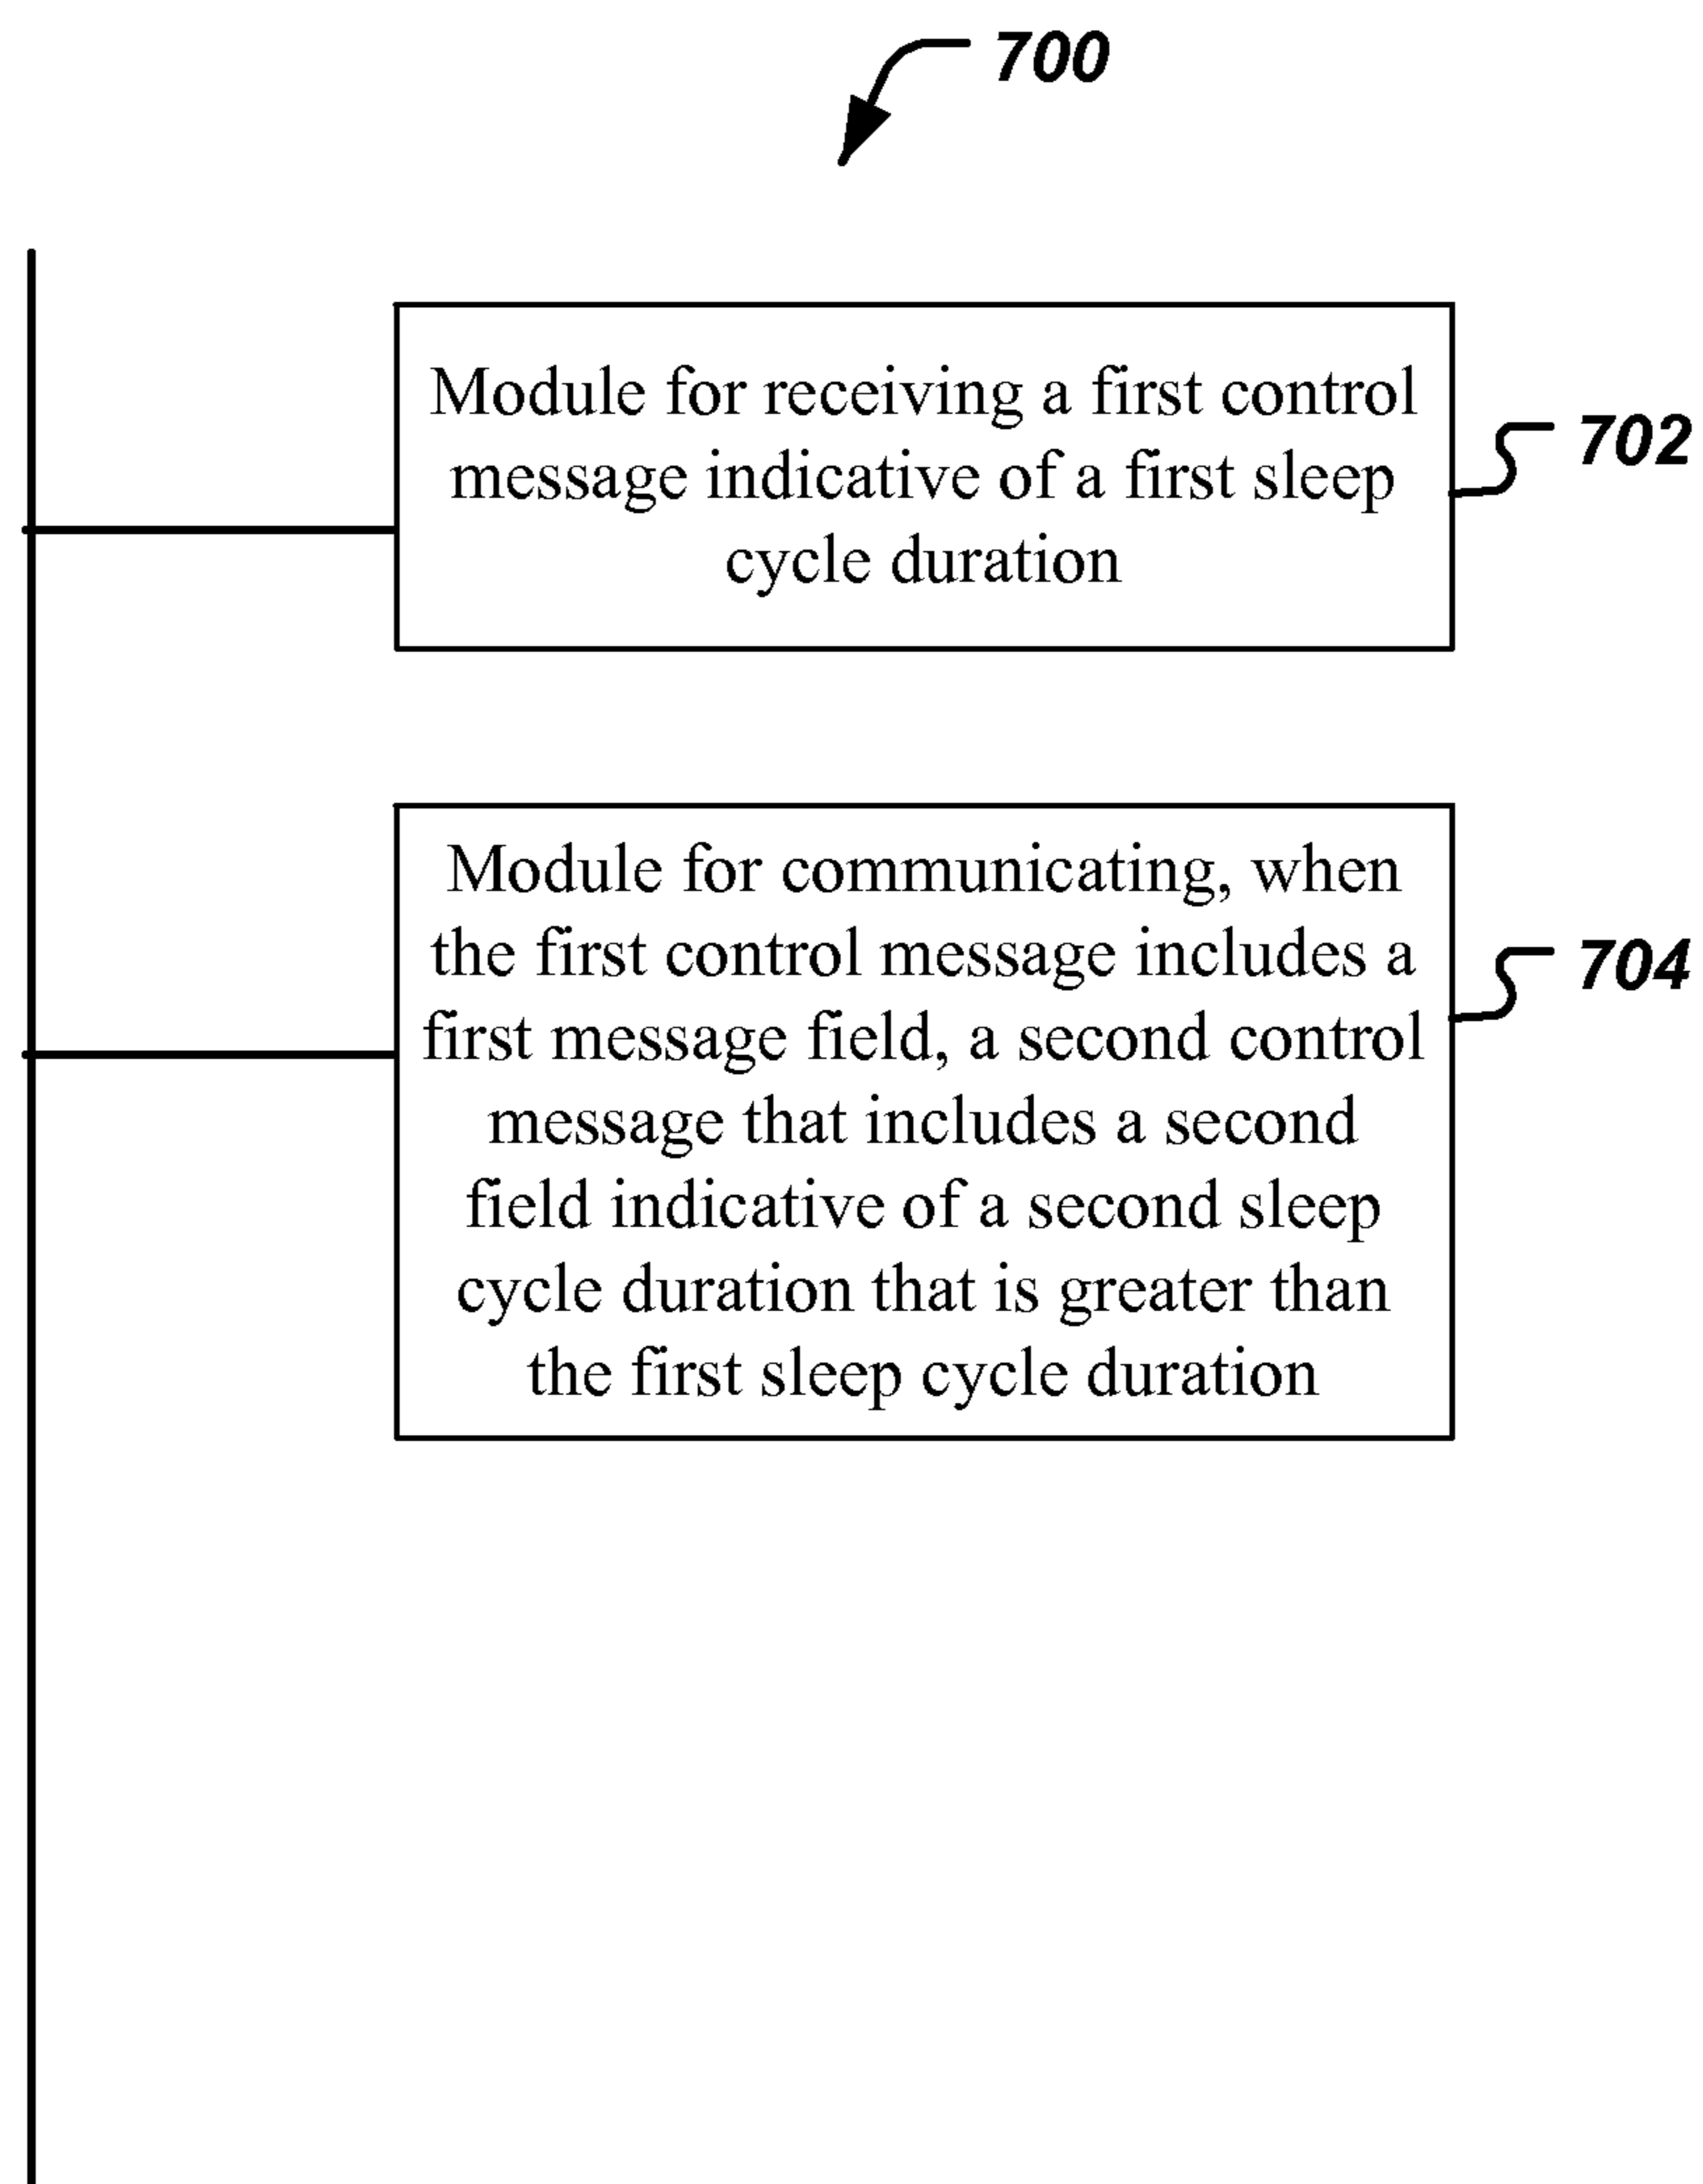 700
Module for receiving a first control
message indicative of a first sleep
cycle duration
702
Module for communicating, when
the first control message includes a
first message field, a second control
message that includes a second
field indicative of a second sleep
cycle duration that is greater than
the first sleep cycle duration
704